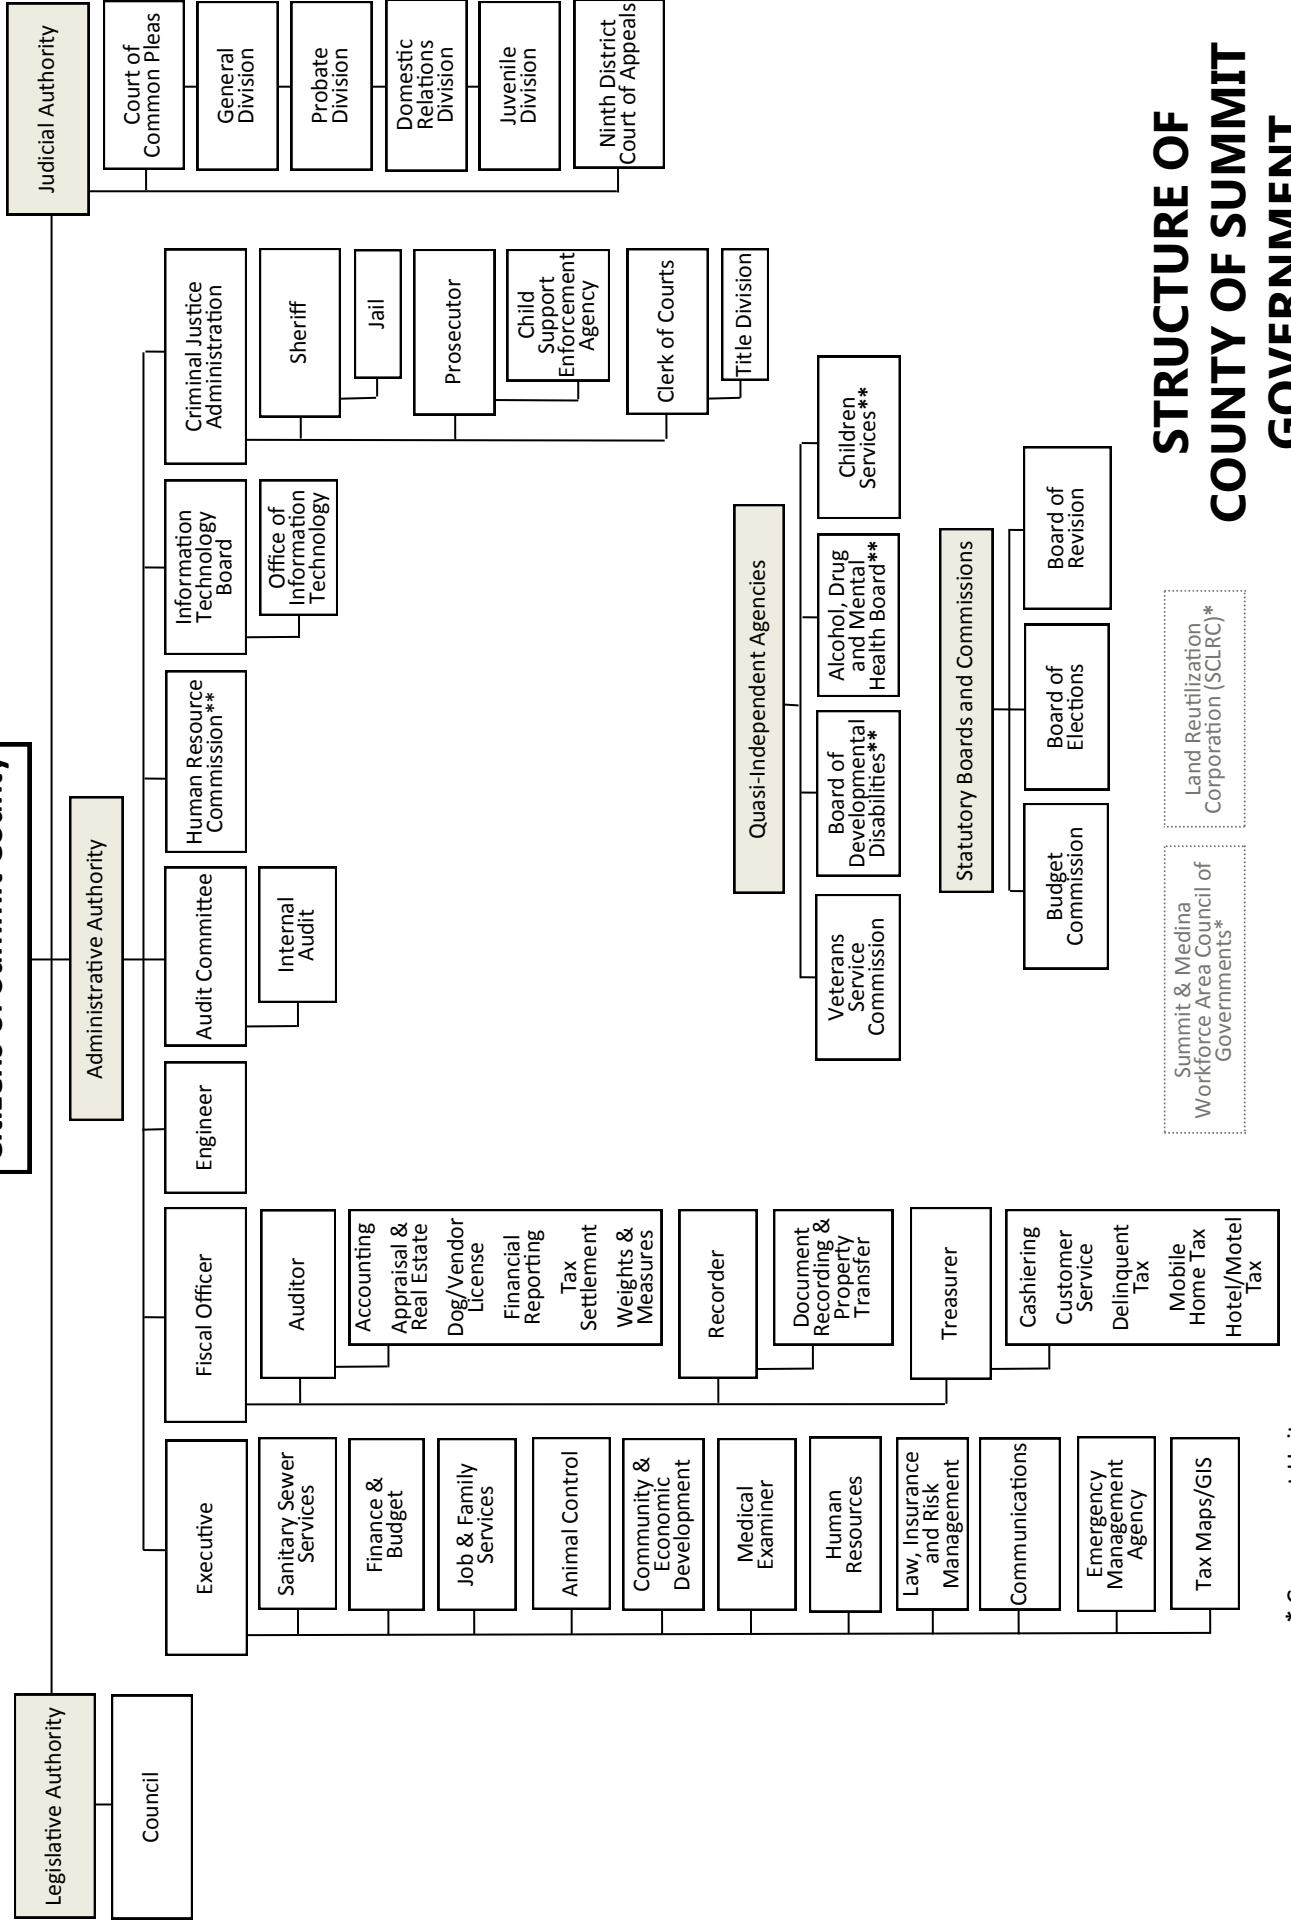 Citizens of Summit County
Legislative Authority
Council
Administrative Authority
Judicial Authority
Executive
Sanitary Sewer
Services
Finance &
Budget
Job & Family
Services
Animal Control
Community &
Economic
Development
Medical
Examiner
Human
Resources
Law, Insurance
and Risk
Management
Communications
Emergency
Management
Agency
Tax Maps/GIS
Fiscal Officer
Auditor
Accounting
Appraisal &
Real Estate
Dog/Vendor
License
Financial
Reporting
Tax
Settlement
Weights &
Measures
Recorder
Document
Recording &
Property
Transfer
Treasurer
Cashiering
Customer
Service
Delinquent
Tax
Mobile
Home Tax
Hotel/Motel
Tax
Engineer
Audit Committee
Internal
Audit
Human Resource
Commission**
Information
Technology
Board
Office of
Information
Technology
Criminal Justice
Administration
Sheriff
Jail
Prosecutor
Child
Support
Enforcement
Agency
Clerk of Courts
Title Division
Court of
Common Pleas
General
Division
Probate
Division
Domestic
Relations
Division
Juvenile
Division
Ninth District
Court of Appeals
Quasi-Independent Agencies
Veterans
Service
Commission
Board of
Developmental
Disabilities**
Alcohol, Drug
and Mental
Health Board**
Children
Services**
Statutory Boards and Commissions
Budget
Commission
Board of
Elections
Board of
Revision
Summit & Medina
Workforce Area Council of
Governments*
Land Reutilization
Corporation (SCLRC)*
STRUCTURE OF
COUNTY OF SUMMIT
GOVERNMENT